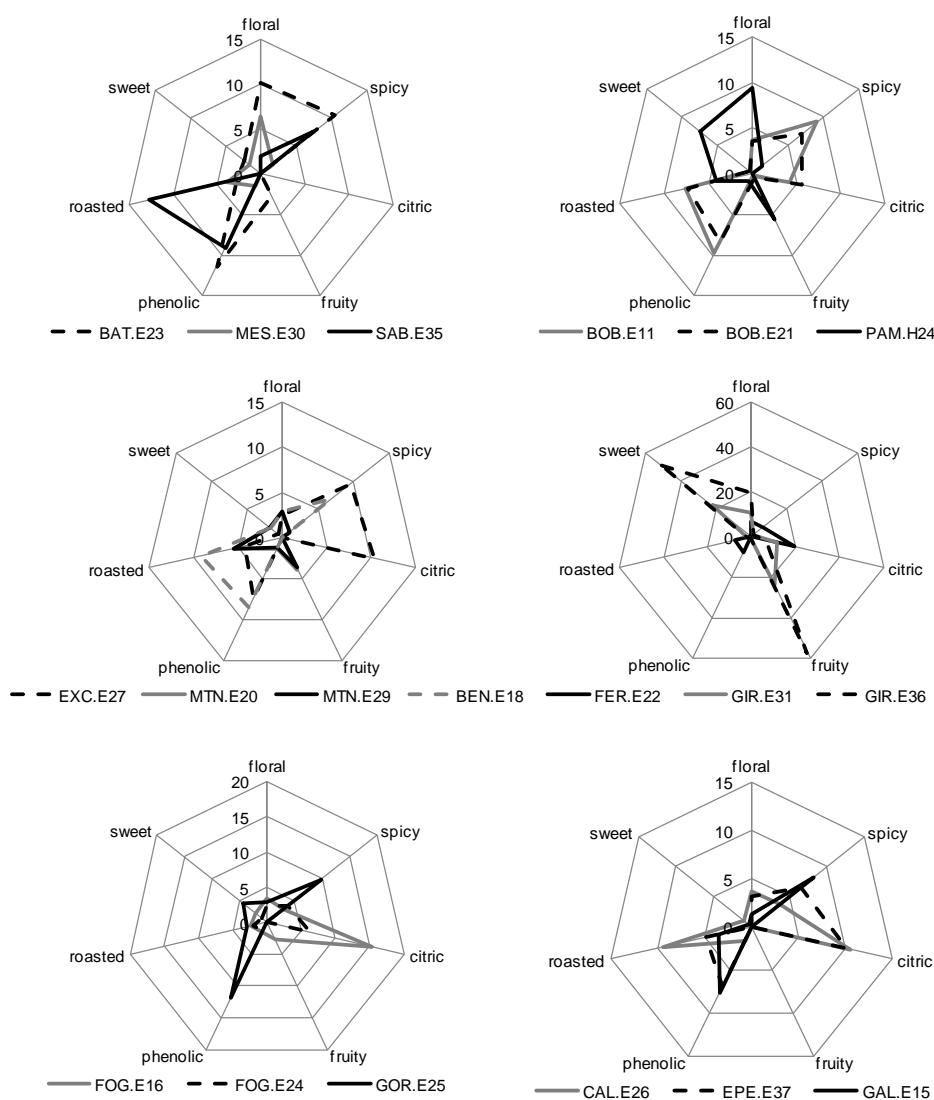 floral
15
10
5
0
spicy
citric
fruity
phenolic
roasted
sweet
BAT.E23 MES.E30 SAB.E35
floral
15
10
5
0
spicy
citric
fruity
phenolic
roasted
sweet
BOB.E11 BOB.E21 PAM.H24
floral
15
10
5
0
spicy
citric
fruity
phenolic
roasted
sweet
EXC.E27 MTN.E20 MTN.E29 BEN.E18
floral
60
40
20
0
spicy
citric
fruity
phenolic
roasted
sweet
FER.E22 GIR.E31 GIR.E36
floral
20
15
10
5
0
spicy
citric
fruity
phenolic
roasted
sweet
FOG.E16 FOG.E24 GOR.E25
floral
15
10
5
0
spicy
citric
fruity
phenolic
roasted
sweet
CAL.E26 EPE.E37 GAL.E15